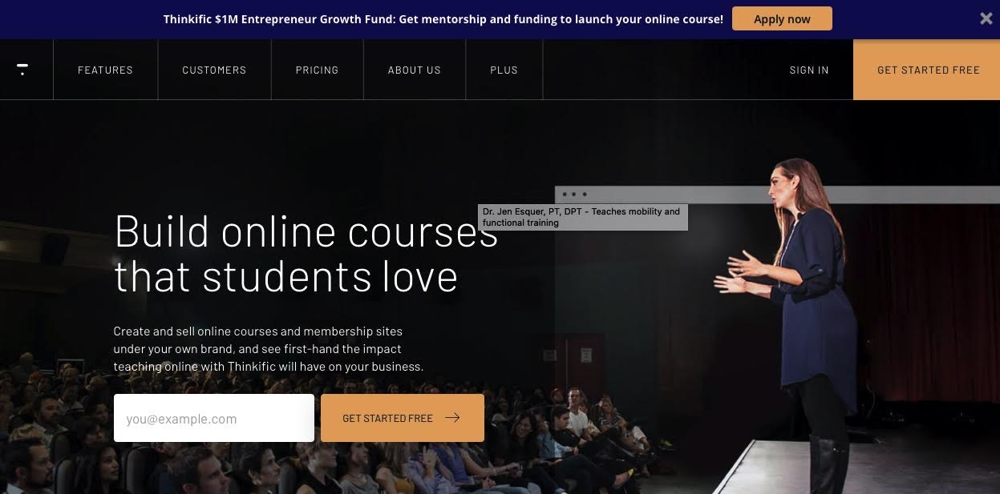 Thinkific $1M Entrepreneur Growth Fund: Get mentorship and funding to launch your online course!
Apply now
FEATURES
CUSTOMERS
PRICING
ABOUT US
PLUS
SIGN IN
GET STARTED FREE
Dr. Jen Esquer, PT, DPT - Teaches mobility and
functional training
Build online courses
that students love
Create and sell online courses and membership sites
under your own brand, and see first-hand the impact
teaching online with Thinkific will have on your business.
you@example.com
GET STARTED FREE